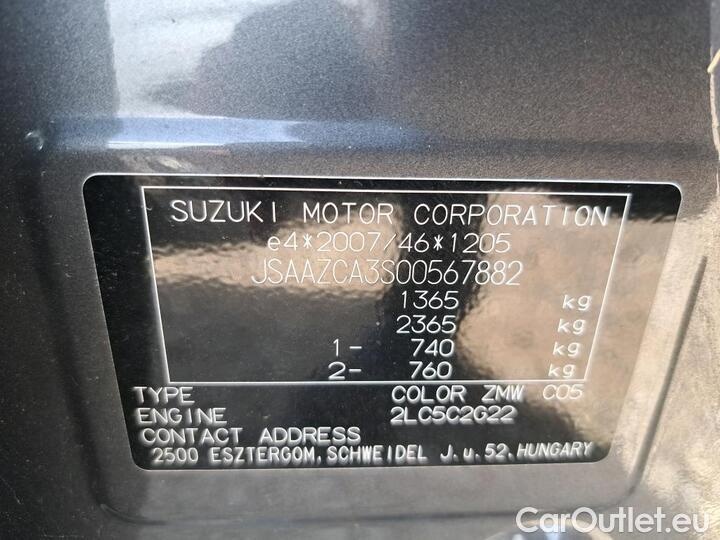 SUZUKI MOTOR CORPORATION
e4*2007/46*1205
JSAAZCA3S00567882
1365 kg
2365 kg
1- 740 kg
2- 760 kg
TYPE COLOR ZMW C05
ENGINE 2LC5C2G22
CONTACT ADDRESS
2500 ESZTERGOM, SCHWEIDEL J. u. 52. HUNGARY
CarOutlet.eu